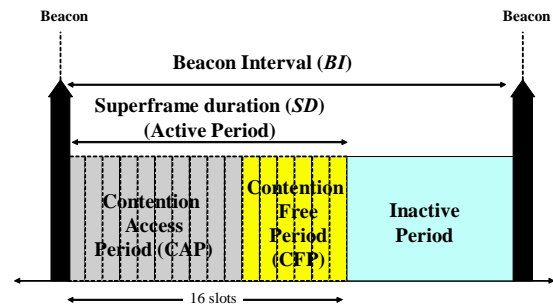 Beacon
Beacon
Beacon Interval (BI)
Superframe duration (SD)
(Active Period)
Contention
Access
Period (CAP)
Contention
Free
Period
(CFP)
Inactive
Period
16 slots